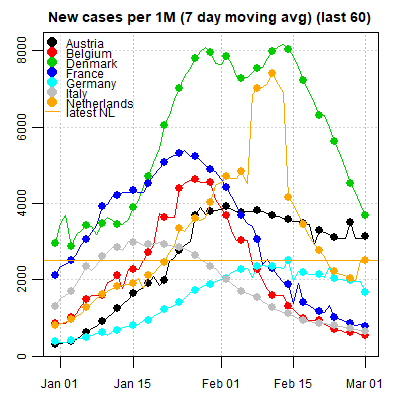 New cases per 1M (7 day moving avg) (last 60)
8000
6000
4000
2000
0
Austria
Belgium
Denmark
France
Germany
Italy
Netherlands
latest NL
Jan 01 Jan 15 Feb 01 Feb 15 Mar 01